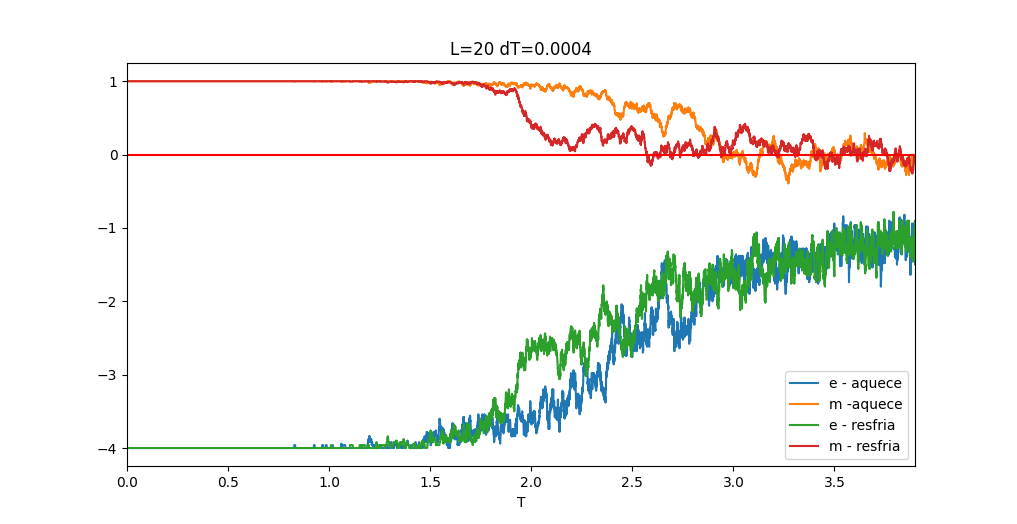 L=20 dT=0.0004
1
0
−1
−2
−3
−4
0.0 0.5 1.0 1.5 2.0 2.5 3.0 3.5
T
e - aquece
m -aquece
e - resfria
m - resfria